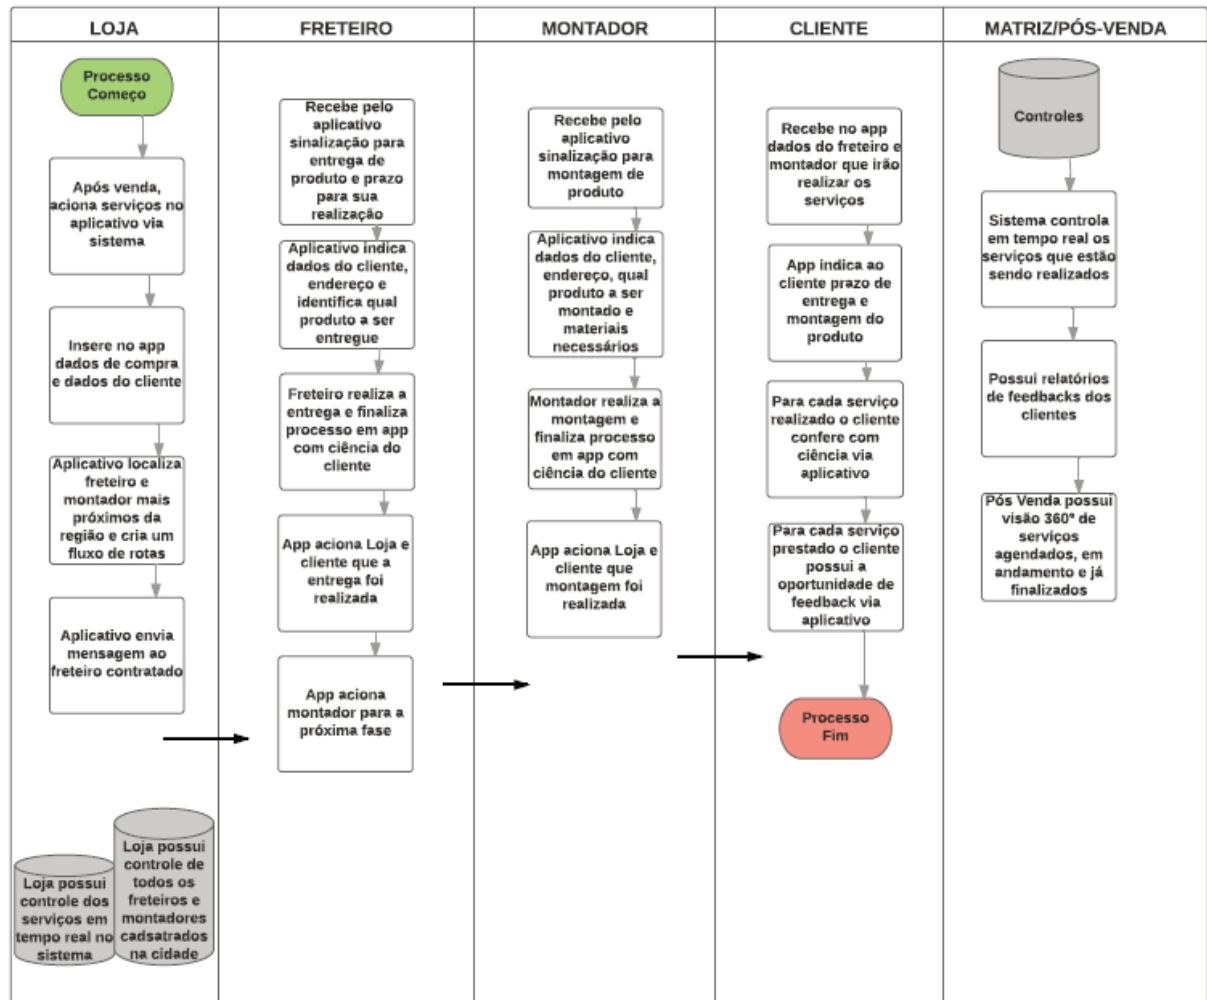 LOJA
FRETEIRO
MONTADOR
CLIENTE
MATRIZ/PÓS-VENDA
Processo
Começo
Após venda,
aciona serviços no
aplicativo via
sistema
Insere no app
dados de compra
e dados do cliente
Aplicativo localiza
freteiro e
montador mais
próximos da
região e cria um
fluxo de rotas
Aplicativo envia
mensagem ao
freteiro contratado
Loja possui
controle dos
serviços em
tempo real no
sistema
Loja possui
controle de
todos os
freteiros e
montadores
cadsatrados
na cidade
Recebe pelo
aplicativo
sinalização para
entrega de
produto e prazo
para sua
realização
Aplicativo indica
dados do cliente,
endereço e
identifica qual
produto a ser
entregue
Freteiro realiza a
entrega e finaliza
processo em app
com ciência do
cliente
App aciona Loja e
cliente que a
entrega foi
realizada
App aciona
montador para a
próxima fase
Recebe pelo
aplicativo
sinalização para
montagem de
produto
Aplicativo indica
dados do cliente,
endereço, qual
produto a ser
montado e
materiais
necessários
Montador realiza a
montagem e
finaliza processo
em app com
ciência do cliente
App aciona Loja e
cliente que
montagem foi
realizada
Recebe no app
dados do freteiro e
montador que irão
realizar os
serviços
App indica ao
cliente prazo de
entrega e
montagem do
produto
Para cada serviço
realizado o cliente
confere com
ciência via
aplicativo
Para cada serviço
prestado o cliente
possui a
oportunidade de
feedback via
aplicativo
Processo
Fim
Controles
Sistema controla
em tempo real os
serviços que estão
sendo realizados
Possui relatórios
de feedbacks dos
clientes
Pós Venda possui
visão 360° de
serviços
agendados, em
andamento e já
finalizados